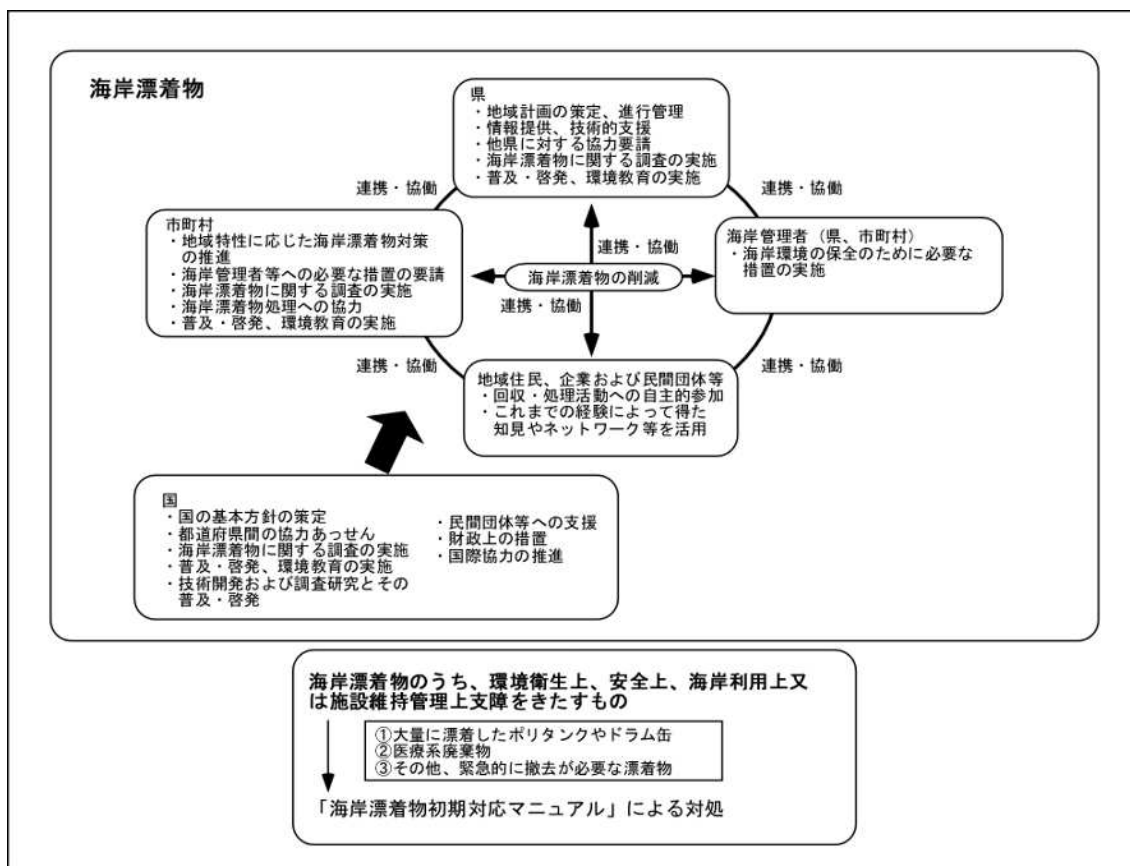 海岸漂着物
県
・地域計画の策定、進行管理
・情報提供、技術的支援
・他県に対する協力要請
・海岸漂着物に関する調査の実施
・普及・啓発、環境教育の実施
連携・協働
連携・協働
市町村
・地域特性に応じた海岸漂着物対策
の推進
・海岸管理者等への必要な措置の要請
・海岸漂着物に関する調査の実施
・海岸漂着物処理への協力
・普及・啓発、環境教育の実施
連携・協働
海岸漂着物の削減
連携・協働
海岸管理者（県、市町村）
・海岸環境の保全のために必要な
措置の実施
連携・協働
連携・協働
地域住民、企業および民間団体等
・回収・処理活動への自主的参加
・これまでの経験によって得た
知見やネットワーク等を活用
国
・国の基本方針の策定
・都道府県間の協力あっせん
・海岸漂着物に関する調査の実施
・普及・啓発、環境教育の実施
・技術開発および調査研究とその
普及・啓発
・民間団体等への支援
・財政上の措置
・国際協力の推進
海岸漂着物のうち、環境衛生上、安全上、海岸利用上又
は施設維持管理上支障をきたすもの
①大量に漂着したポリタンクやドラム缶
②医療系廃棄物
③その他、緊急的に撤去が必要な漂着物
「海岸漂着物初期対応マニュアル」による対処